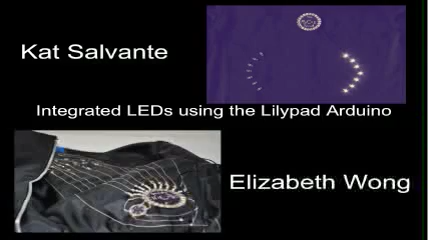 Kat Salvante
Integrated LEDs using the Lilypad Arduino
Elizabeth Wong